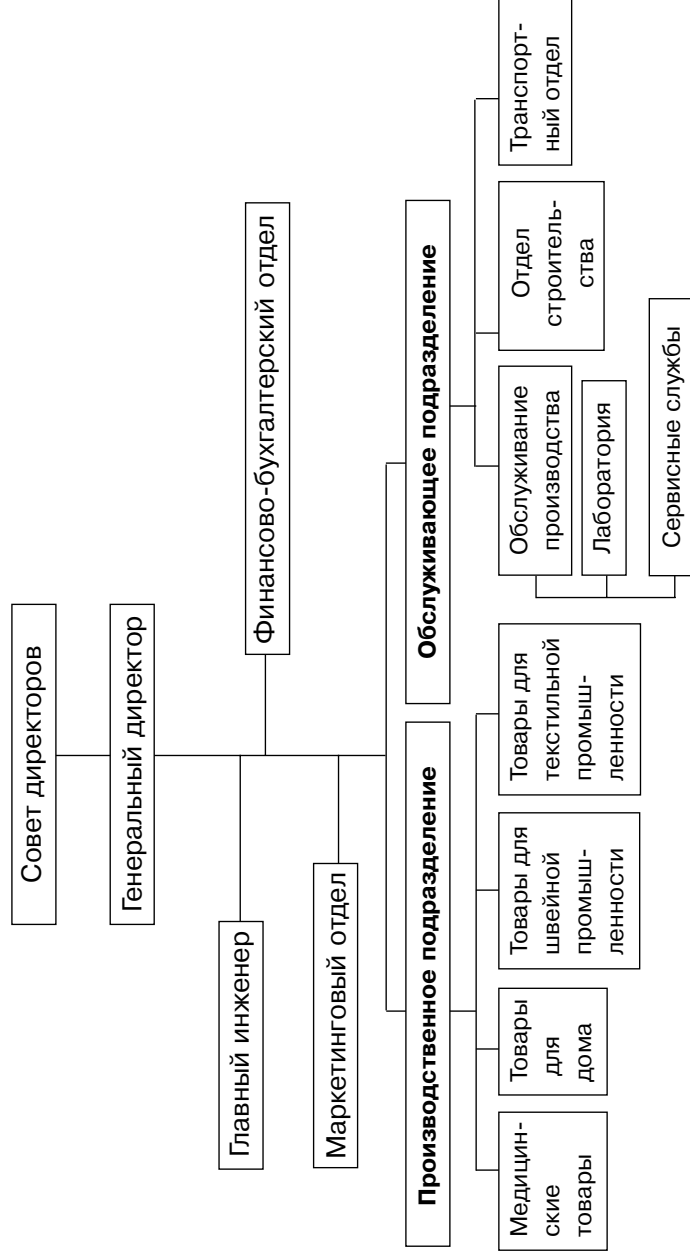 Совет директоров
Генеральный директор
Главный инженер
Финансово-бухгалтерский отдел
Маркетинговый отдел
Производственное подразделение
Обслуживающее подразделение
Медицин-
ские
товары
Товары
для
дома
Товары для
швейной
промыш-
ленности
Товары для
текстильной
промыш-
ленности
Обслуживание
производства
Лаборатория
Сервисные службы
Отдел
строитель-
ства
Транспорт-
ный отдел